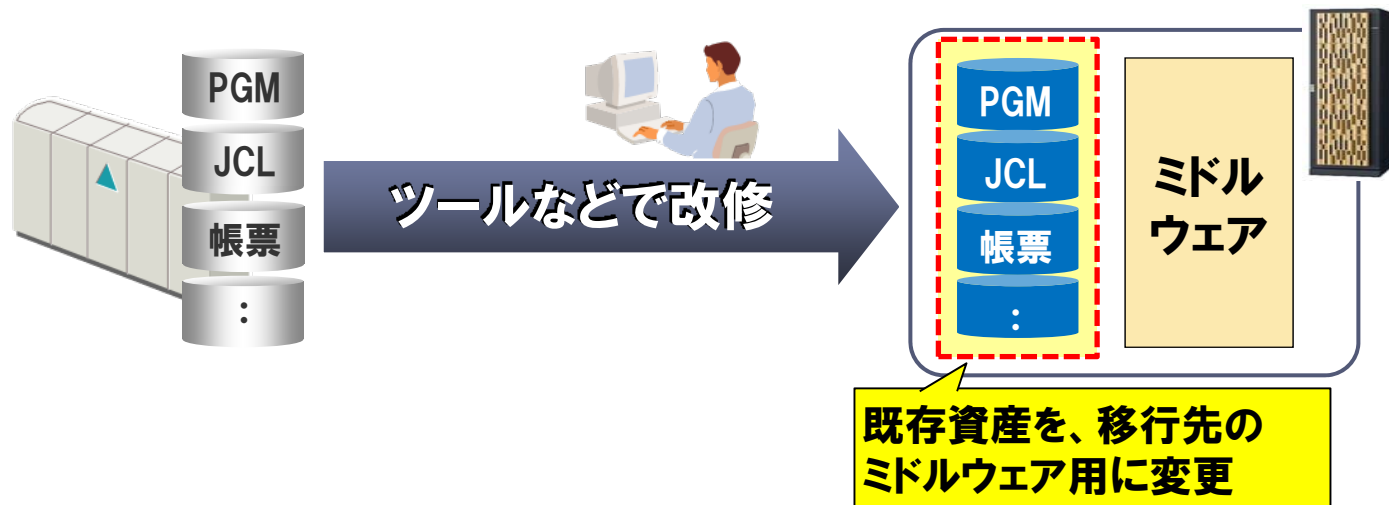 PGM
JCL
帳票
：
ツールなどで改修
PGM
JCL
帳票
：
ミドル
ウェア
既存資産を、移行先の
ミドルウェア用に変更